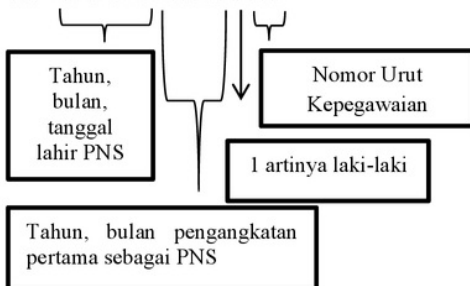 Tahun,
bulan,
tanggal
lahir PNS
Nomor Urut
Kepegawaian
1 artinya laki-laki
Tahun, bulan pengangkatan
pertama sebagai PNS